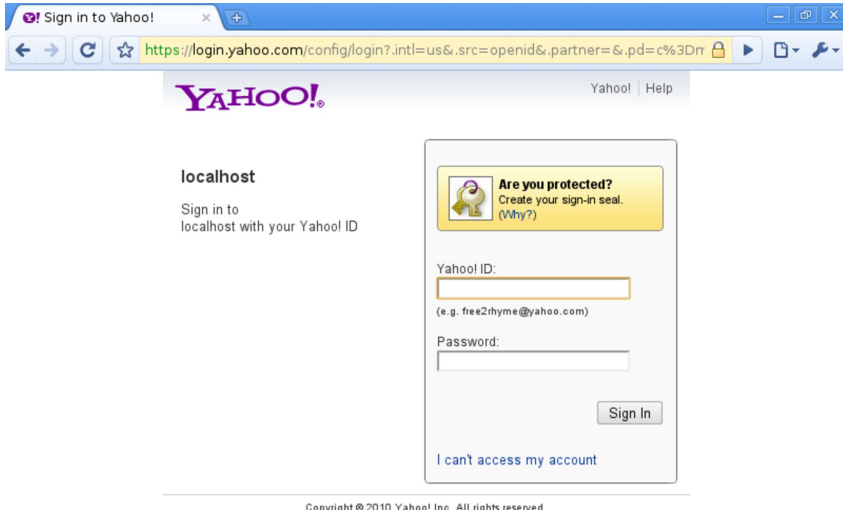 Sign in to Yahoo!
https://login.yahoo.com/config/login?.intl=us&.src=openid&.partner=&.pd=c%3Dm
YAHOO!®
Yahoo! Help
localhost
Sign in to
localhost with your Yahoo! ID
Are you protected?
Create your sign-in seal.
(Why?)
Yahoo! ID:
(e.g. free2rhyme@yahoo.com)
Password:
Sign In
I can't access my account
Copyright © 2010 Yahoo! Inc. All rights reserved.